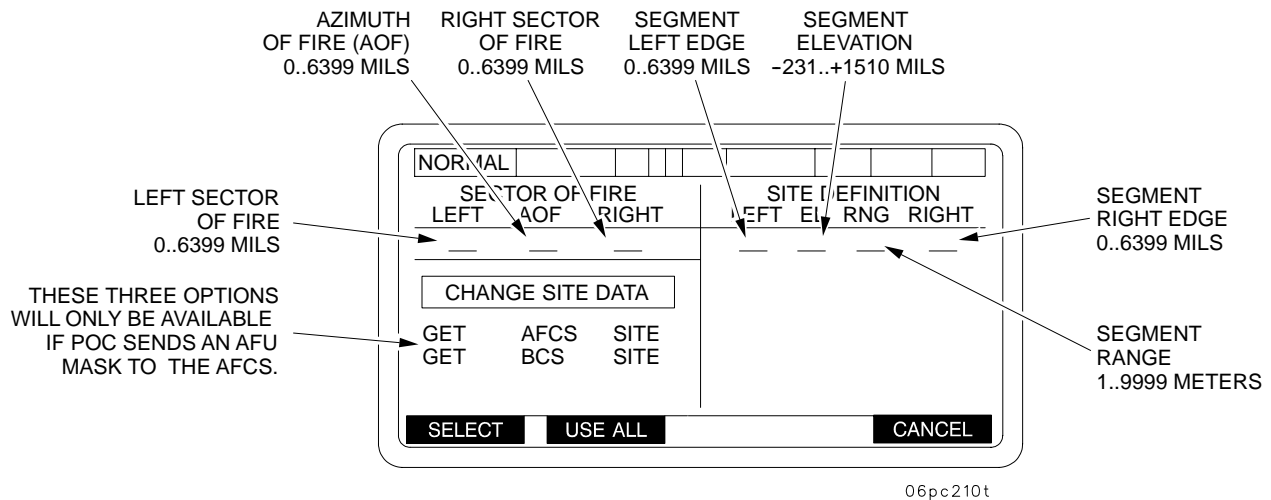 AZIMUTH
OF FIRE (AOF)
0..6399 MILS
RIGHT SECTOR
OF FIRE
0..6399 MILS
SEGMENT
LEFT EDGE
0..6399 MILS
SEGMENT
ELEVATION
-231..+1510 MILS
LEFT SECTOR
OF FIRE
0..6399 MILS
THESE THREE OPTIONS
WILL ONLY BE AVAILABLE
IF POC SENDS AN AFU
MASK TO THE AFCS.
NORMAL
SECTOR OF FIRE
LEFT AOF RIGHT
SITE DEFINITION
LEFT EL RNG RIGHT
CHANGE SITE DATA
GET AFCS SITE
GET BCS SITE
SELECT USE ALL CANCEL
SEGMENT
RIGHT EDGE
0..6399 MILS
SEGMENT
RANGE
1..9999 METERS
06pc210t